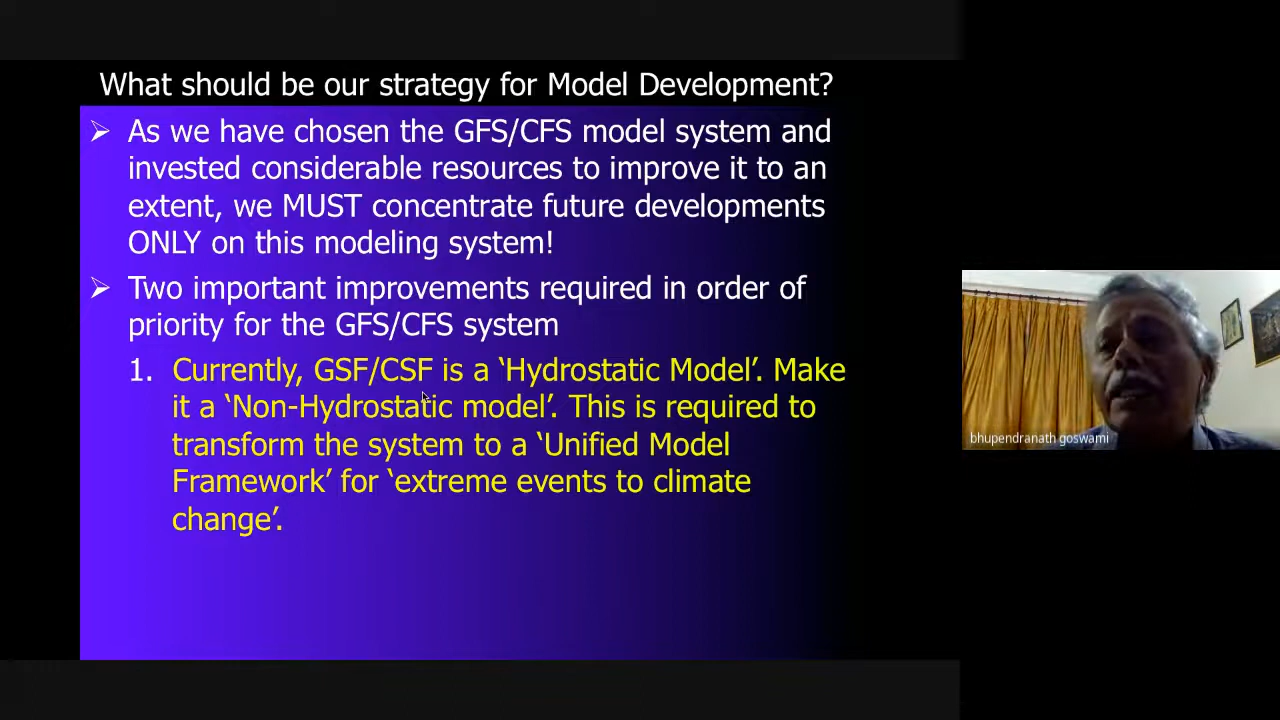 What should be our strategy for Model Development?
➢ As we have chosen the GFS/CFS model system and
invested considerable resources to improve it to an
extent, we MUST concentrate future developments
ONLY on this modeling system!
➢ Two important improvements required in order of
priority for the GFS/CFS system
1. Currently, GSF/CSF is a ‘Hydrostatic Model’. Make
it a ‘Non-Hydrostatic model’. This is required to
transform the system to a ‘Unified Model
Framework’ for ‘extreme events to climate
change’.
bhupendranath goswami